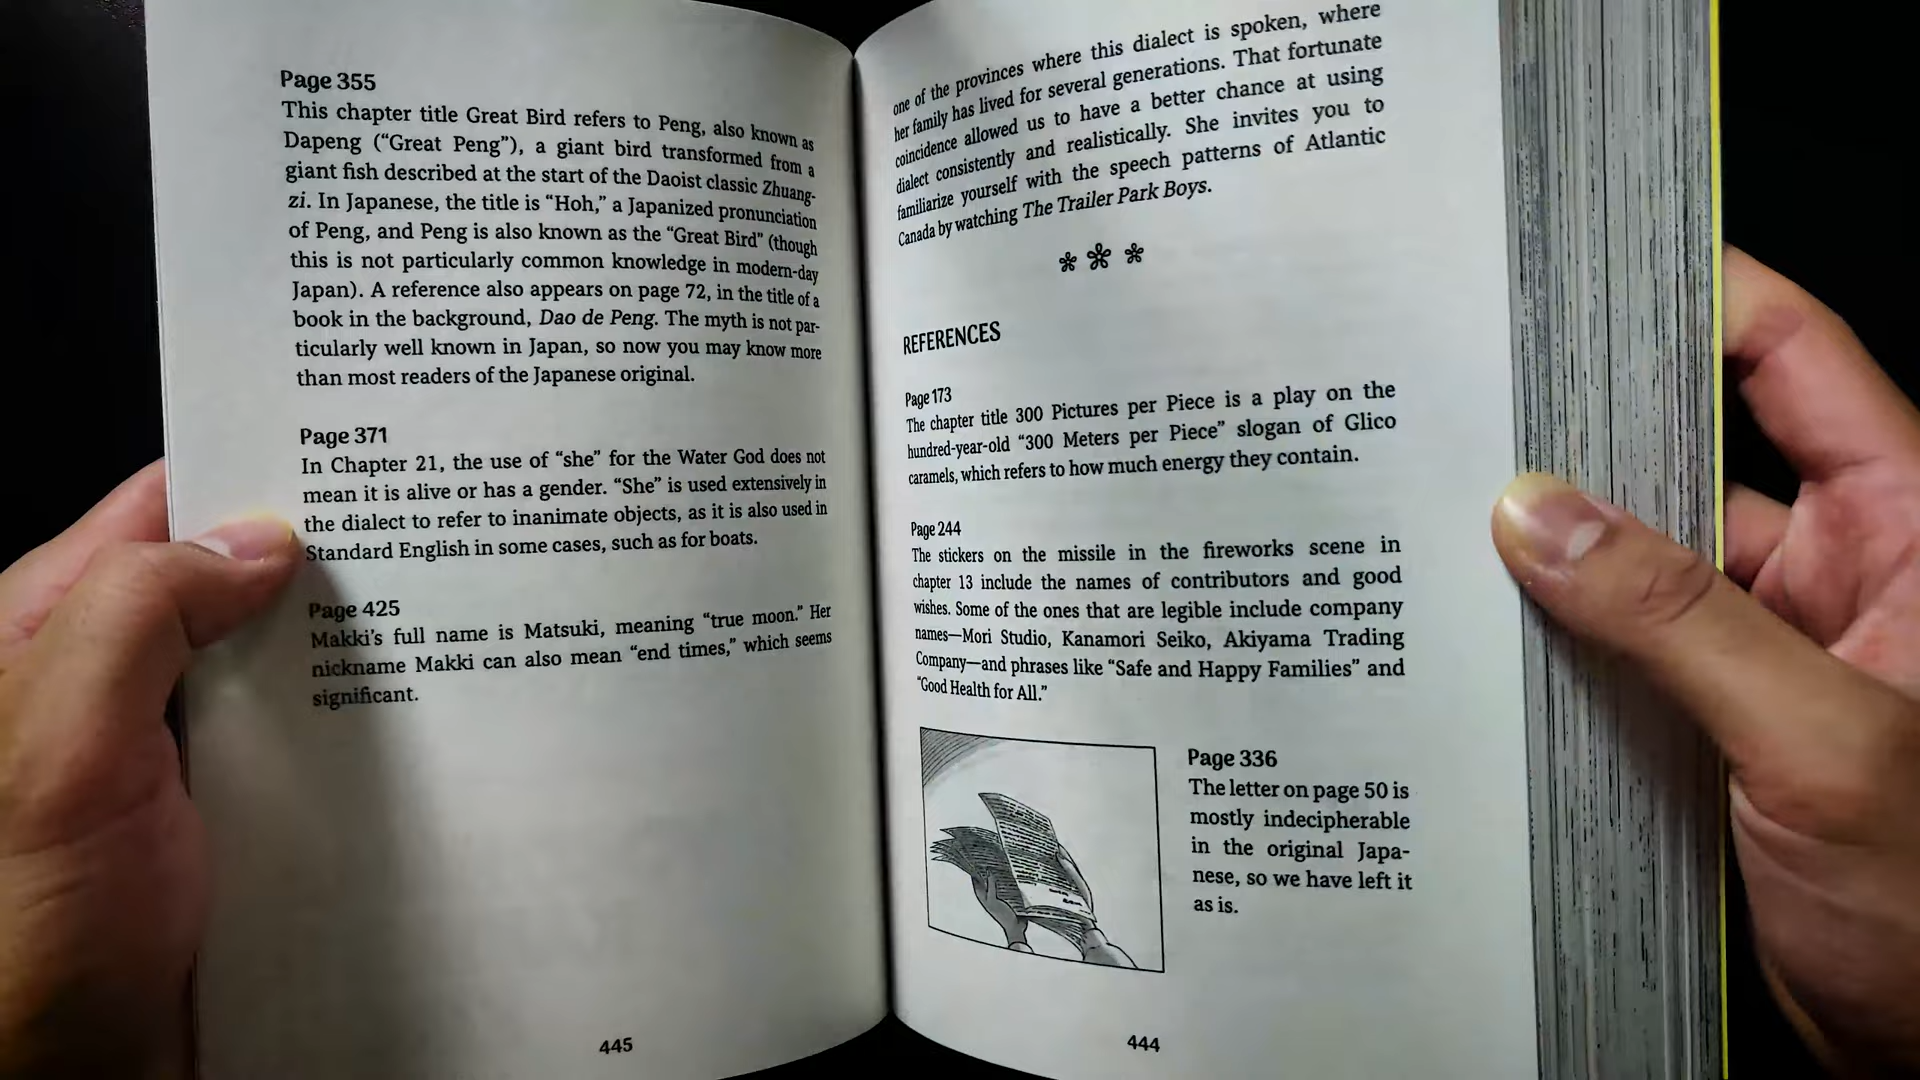 one of the provinces where this dialect is spoken, where
her family has lived for several generations. That fortunate
coincidence allowed us to have a better chance at using
dialect consistently and realistically. She invites you to
familiarize yourself with the speech patterns of Atlantic
Canada by watching The Trailer Park Boys.
REFERENCES
Page 173
The chapter title 300 Pictures per Piece is a play on the
hundred-year-old “300 Meters per Piece” slogan of Glico
caramels, which refers to how much energy they contain.
Page 244
The stickers on the missile in the fireworks scene in
chapter 13 include the names of contributors and good
wishes. Some of the ones that are legible include company
names—Mori Studio, Kanamori Seiko, Akiyama Trading
Company—and phrases like “Safe and Happy Families” and
“Good Health for All.”
Page 336
The letter on page 50 is
mostly indecipherable
in the original Japa-
nese, so we have left it
as is.
444
Page 355
This chapter title Great Bird refers to Peng, also known as
Dapeng (“Great Peng”), a giant bird transformed from a
giant fish described at the start of the Daoist classic Zhuang-
zi. In Japanese, the title is “Hoh,” a Japanized pronunciation
of Peng, and Peng is also known as the “Great Bird” (though
this is not particularly common knowledge in modern-day
Japan). A reference also appears on page 72, in the title of a
book in the background, Dao de Peng. The myth is not par-
ticularly well known in Japan, so now you may know more
than most readers of the Japanese original.
Page 371
In Chapter 21, the use of “she” for the Water God does not
mean it is alive or has a gender. “She” is used extensively in
the dialect to refer to inanimate objects, as it is also used in
Standard English in some cases, such as for boats.
Page 425
Makki’s full name is Matsuki, meaning “true moon.” Her
nickname Makki can also mean “end times,” which seems
significant.
445